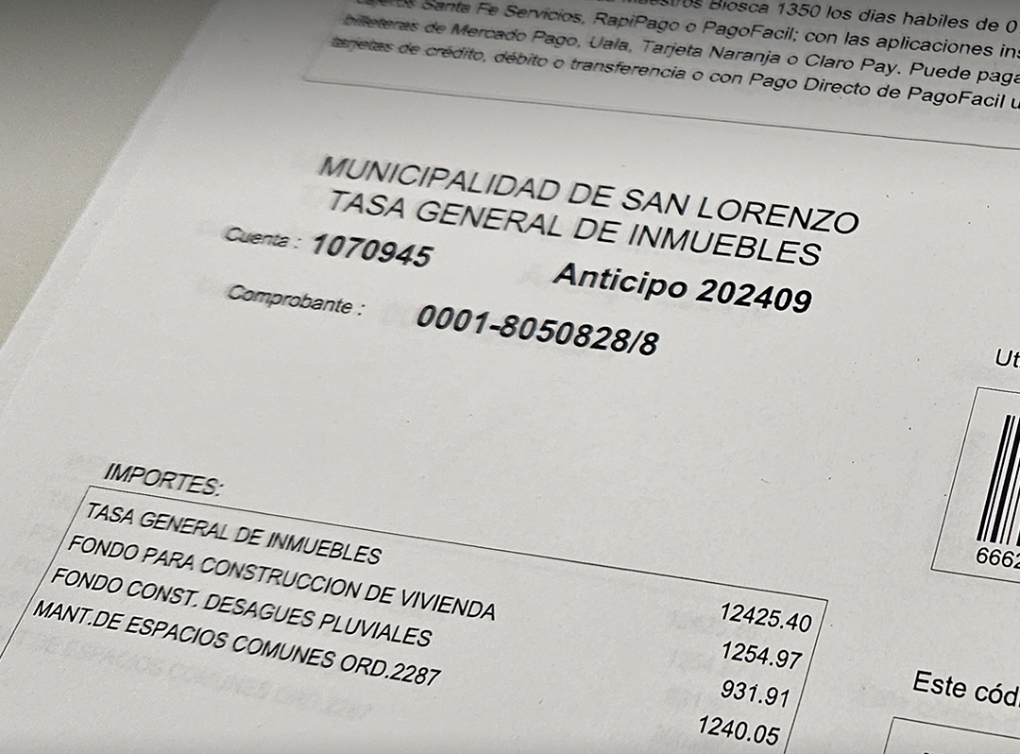 Biosca 1350 los dias habiles de 0
Santa Fe Servicios, RapiPago o PagoFacil; con las aplicaciones ins
billeteras de Mercado Pago, Uala, Tarjeta Naranja o Claro Pay. Puede paga
tarjetas de crédito, débito o transferencia o con Pago Directo de PagoFacil u
MUNICIPALIDAD DE SAN LORENZO
TASA GENERAL DE INMUEBLES
Cuenta : 1070945 Anticipo 202409
Comprobante : 0001-8050828/8
Ut
6662
IMPORTES:
TASA GENERAL DE INMUEBLES 12425.40
FONDO PARA CONSTRUCCION DE VIVIENDA 1254.97
FONDO CONST. DESAGUES PLUVIALES 931.91
MANT.DE ESPACIOS COMUNES ORD.2287 1240.05
Este códi